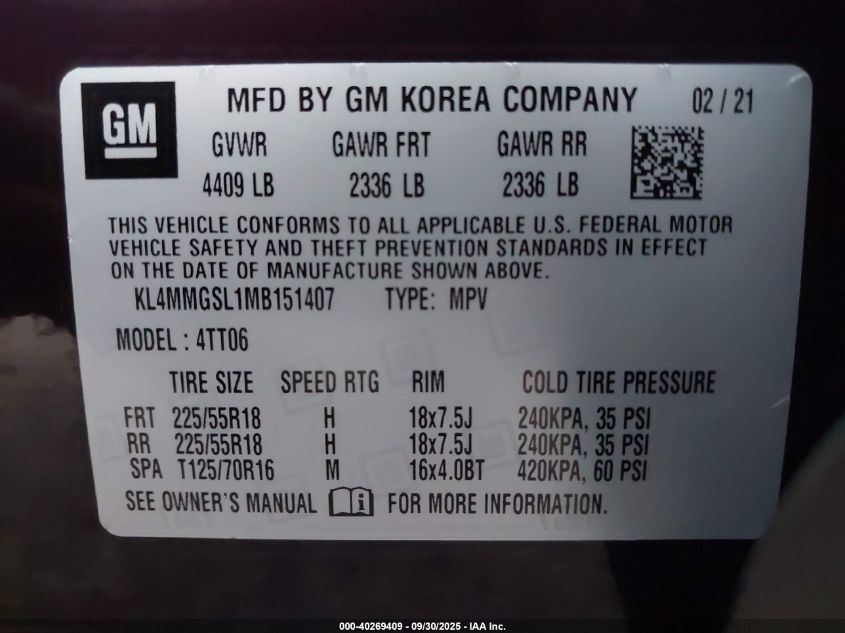 GM
MFD BY GM KOREA COMPANY 02 / 21
GVWR GAWR FRT GAWR RR
4409 LB 2336 LB 2336 LB
THIS VEHICLE CONFORMS TO ALL APPLICABLE U.S. FEDERAL MOTOR
VEHICLE SAFETY AND THEFT PREVENTION STANDARDS IN EFFECT
ON THE DATE OF MANUFACTURE SHOWN ABOVE.
KL4MMGSL1MB151407 TYPE: MPV
MODEL : 4TT06
TIRE SIZE SPEED RTG RIM COLD TIRE PRESSURE
FRT 225/55R18 H 18x7.5J 240KPA, 35 PSI
RR 225/55R18 H 18x7.5J 240KPA, 35 PSI
SPA T125/70R16 M 16x4.0BT 420KPA, 60 PSI
SEE OWNER'S MANUAL i FOR MORE INFORMATION.
000-40269409 - 09/30/2025 - IAA Inc.